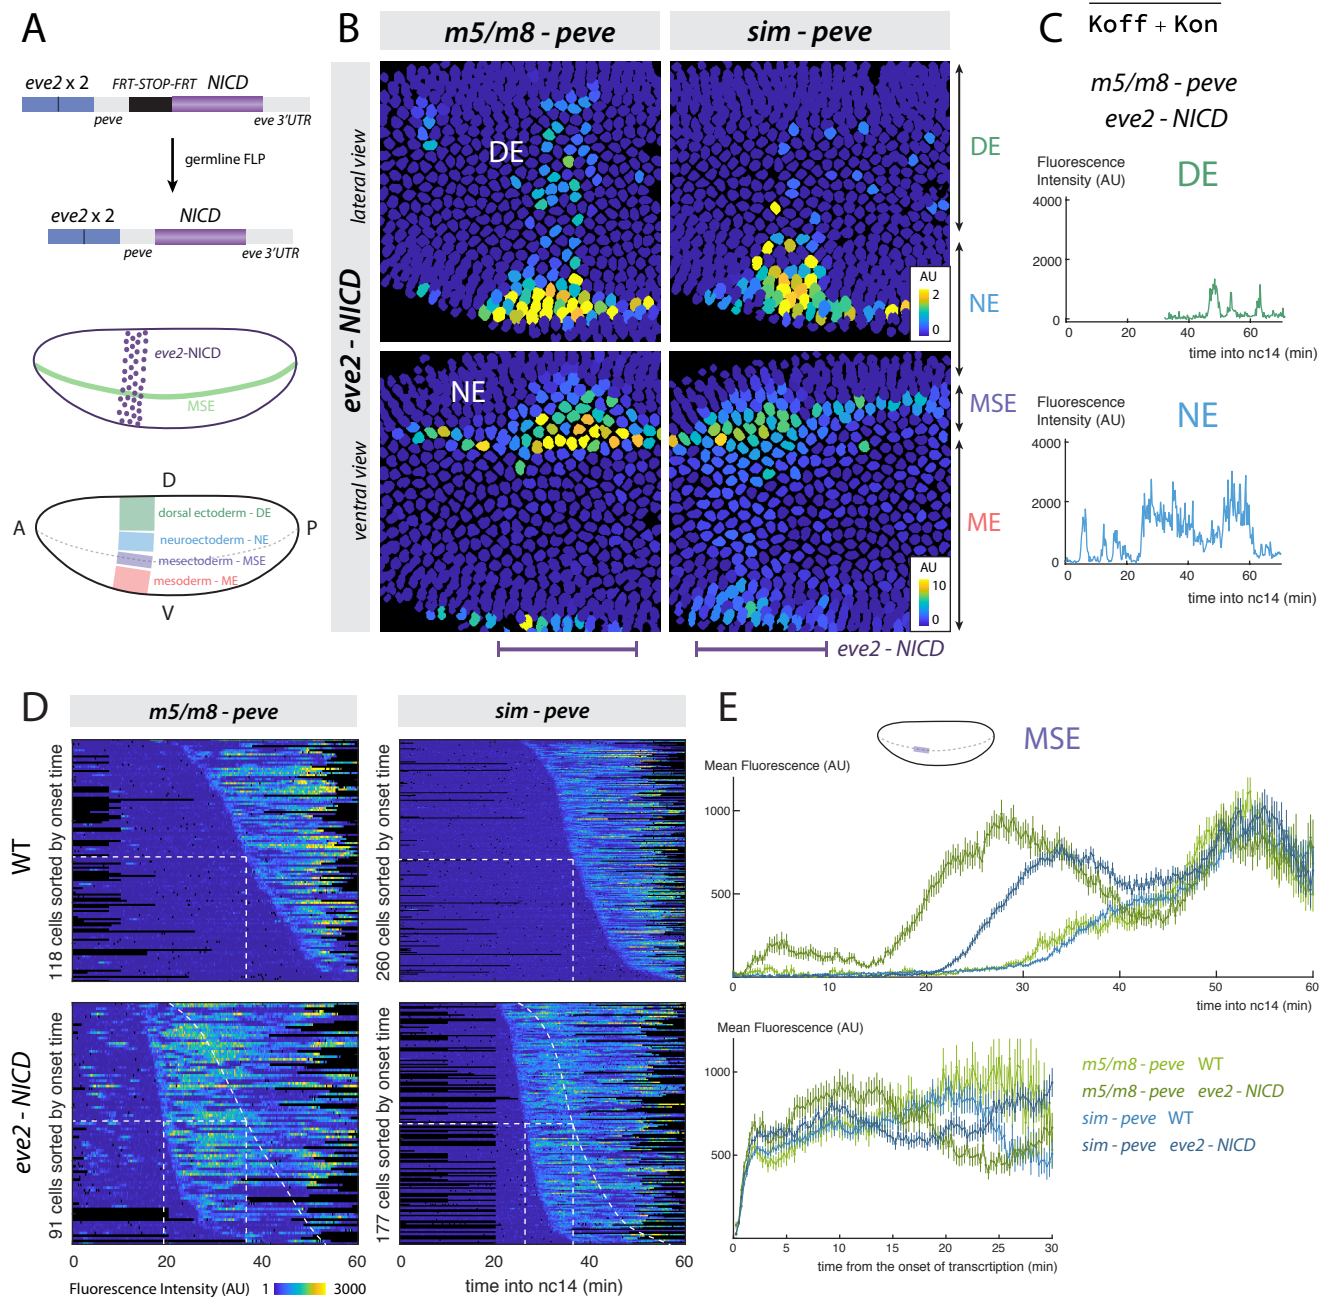 A
eve2 x 2
FRT-STOP-FRT
NICD
peve
eve 3'UTR
germline FLP
eve2 x 2
NICD
peve
eve 3'UTR
eve2-NICD
MSE
D
A
P
dorsal ectoderm - DE
neuroectoderm - NE
mesectoderm - MSE
mesoderm - ME
V
B
m5/m8 - peve
sim - peve
eve2 - NICD
lateral view
ventral view
DE
NE
AU
2
0
AU
10
0
DE
NE
MSE
ME
eve2 - NICD
C
Koff + Kon
m5/m8 - peve
eve2 - NICD
Fluorescence
Intensity (AU)
DE
4000
2000
0
0 20 40 60
time into nc14 (min)
Fluorescence
Intensity (AU)
NE
4000
2000
0
0 20 40 60
time into nc14 (min)
D
m5/m8 - peve
sim - peve
WT
118 cells sorted by onset time
260 cells sorted by onset time
eve2 - NICD
91 cells sorted by onset time
177 cells sorted by onset time
0 20 40 60
0 20 40 60
Fluorescence Intensity (AU) 1 3000
time into nc14 (min)
E
MSE
Mean Fluorescence (AU)
1000
500
0 10 20 30 40 50 60
time into nc14 (min)
Mean Fluorescence (AU)
1000
500
0 5 10 15 20 25 30
time from the onset of transcrtiption (min)
m5/m8 - peve WT
m5/m8 - peve eve2 - NICD
sim - peve WT
sim - peve eve2 - NICD